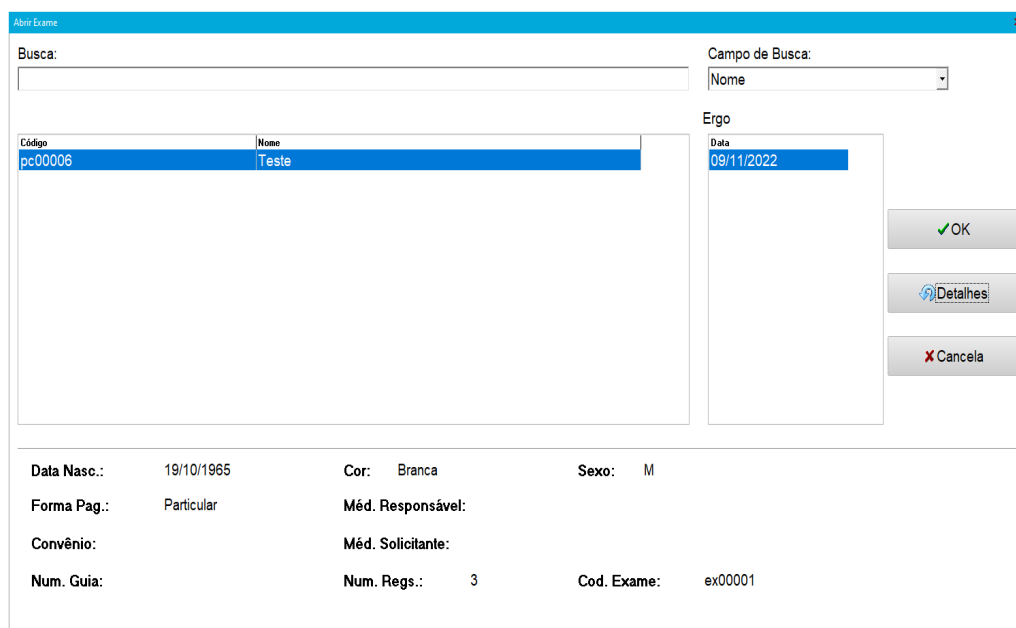 Abrir Exame
Busca: Campo de Busca:
Nome
Ergo
Código Nome Data
pc00006 Teste 09/11/2022
OK
Detalhes
Cancela
Data Nasc.: 19/10/1965 Cor: Branca Sexo: M
Forma Pag.: Particular Méd. Responsável:
Convênio: Méd. Solicitante:
Num. Guia: Num. Regs.: 3 Cod. Exame: ex00001